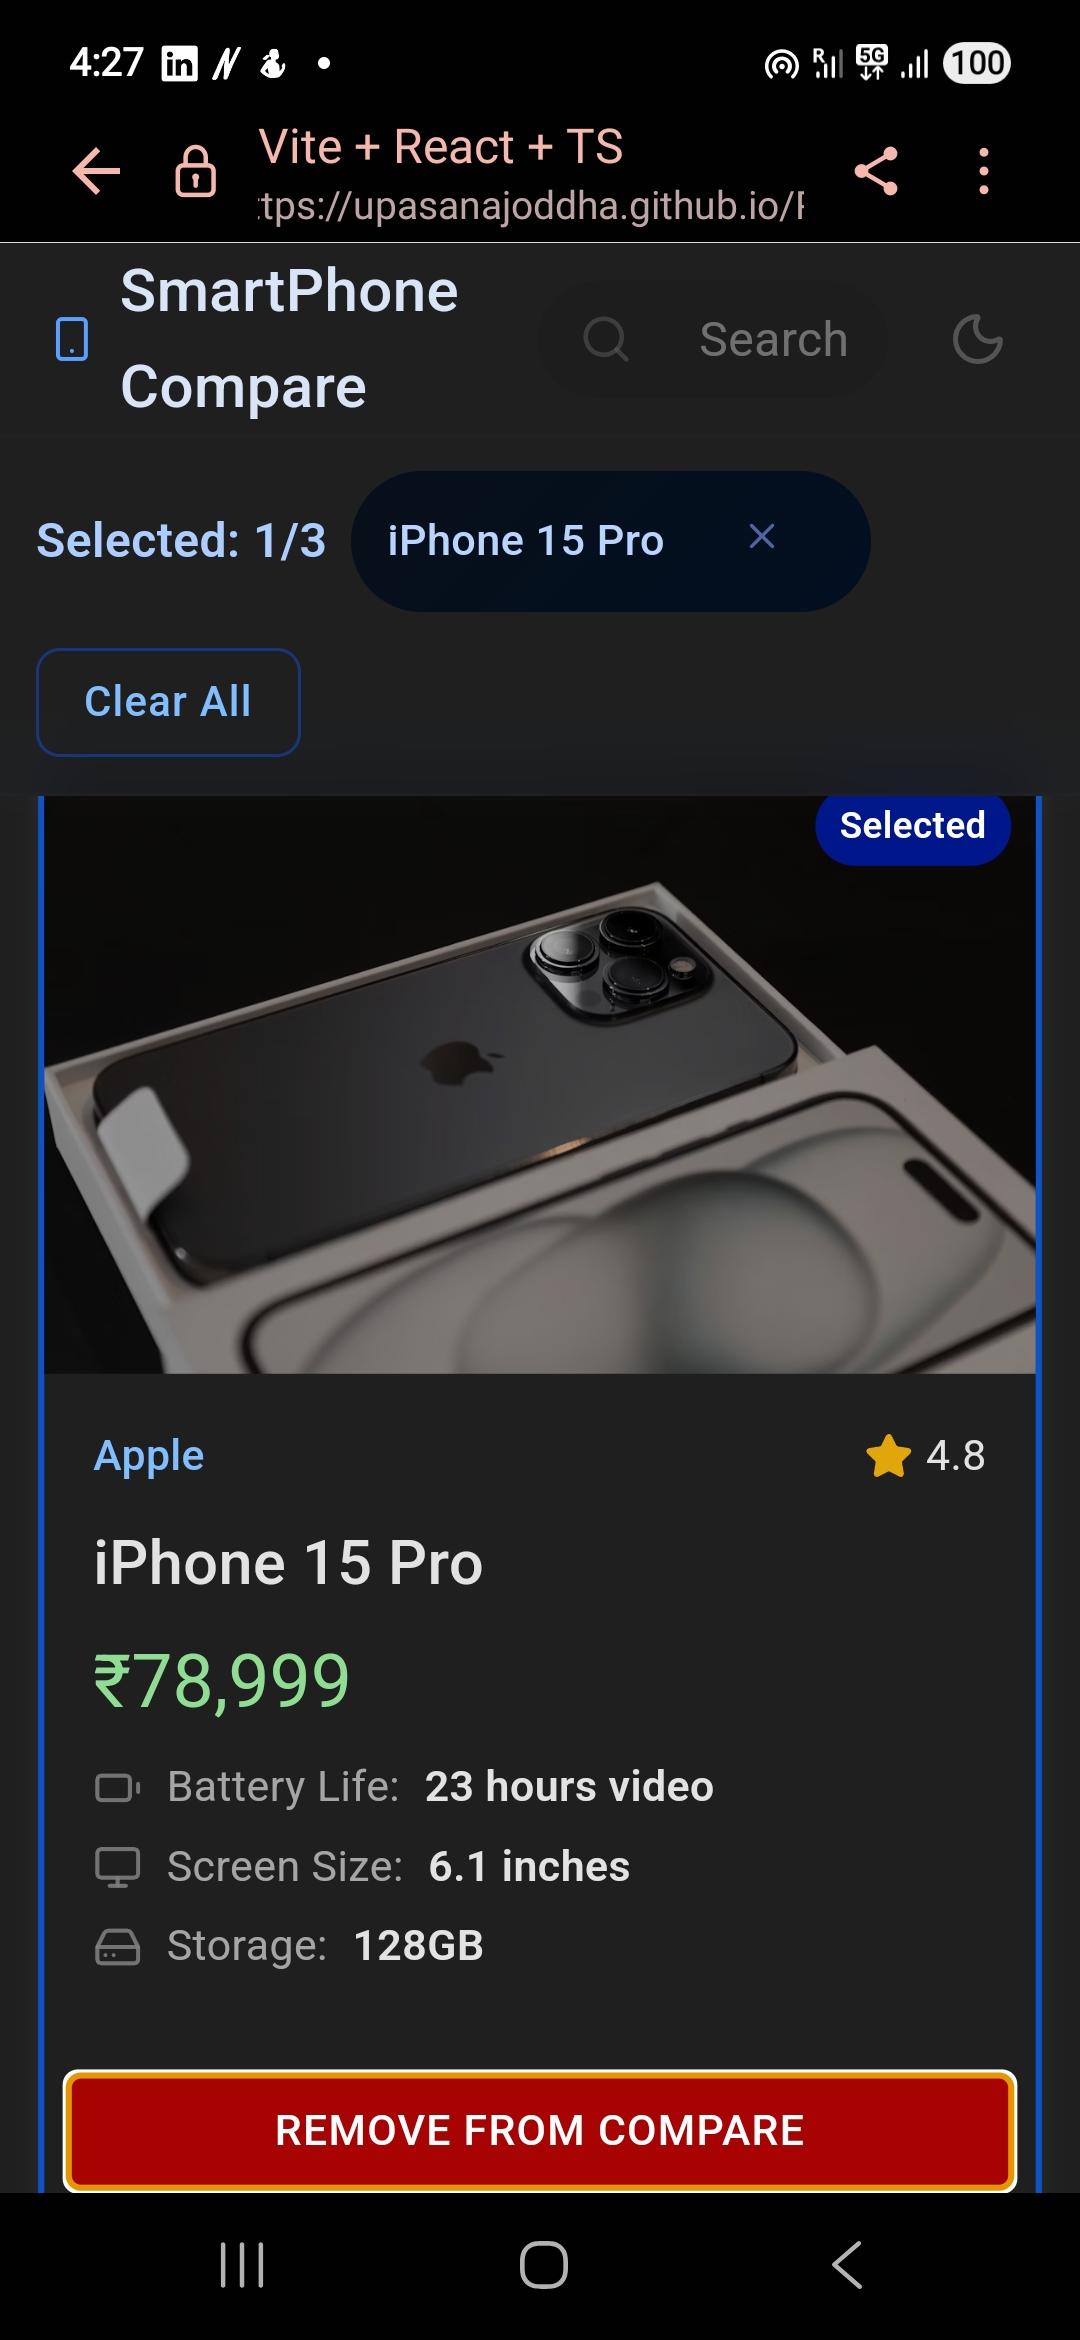 4:27
R 5G 100
Vite + React + TS
tps://upasanajoddha.github.io/
SmartPhone
Compare
Search
Selected: 1/3
iPhone 15 Pro
Clear All
Selected
Apple
4.8
iPhone 15 Pro
₹78,999
Battery Life: 23 hours video
Screen Size: 6.1 inches
Storage: 128GB
REMOVE FROM COMPARE